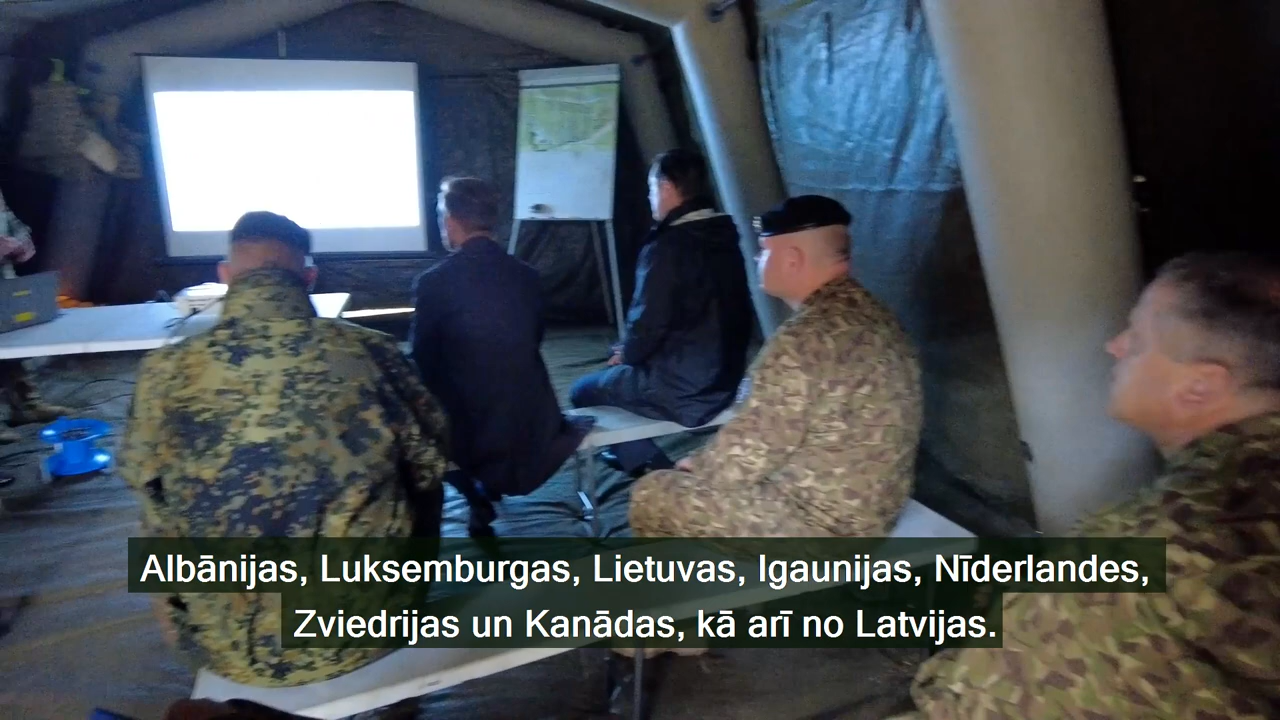 Albānijas, Luksemburgas, Lietuvas, Igaunijas, Nīderlandes,
Zviedrijas un Kanādas, kā arī no Latvijas.